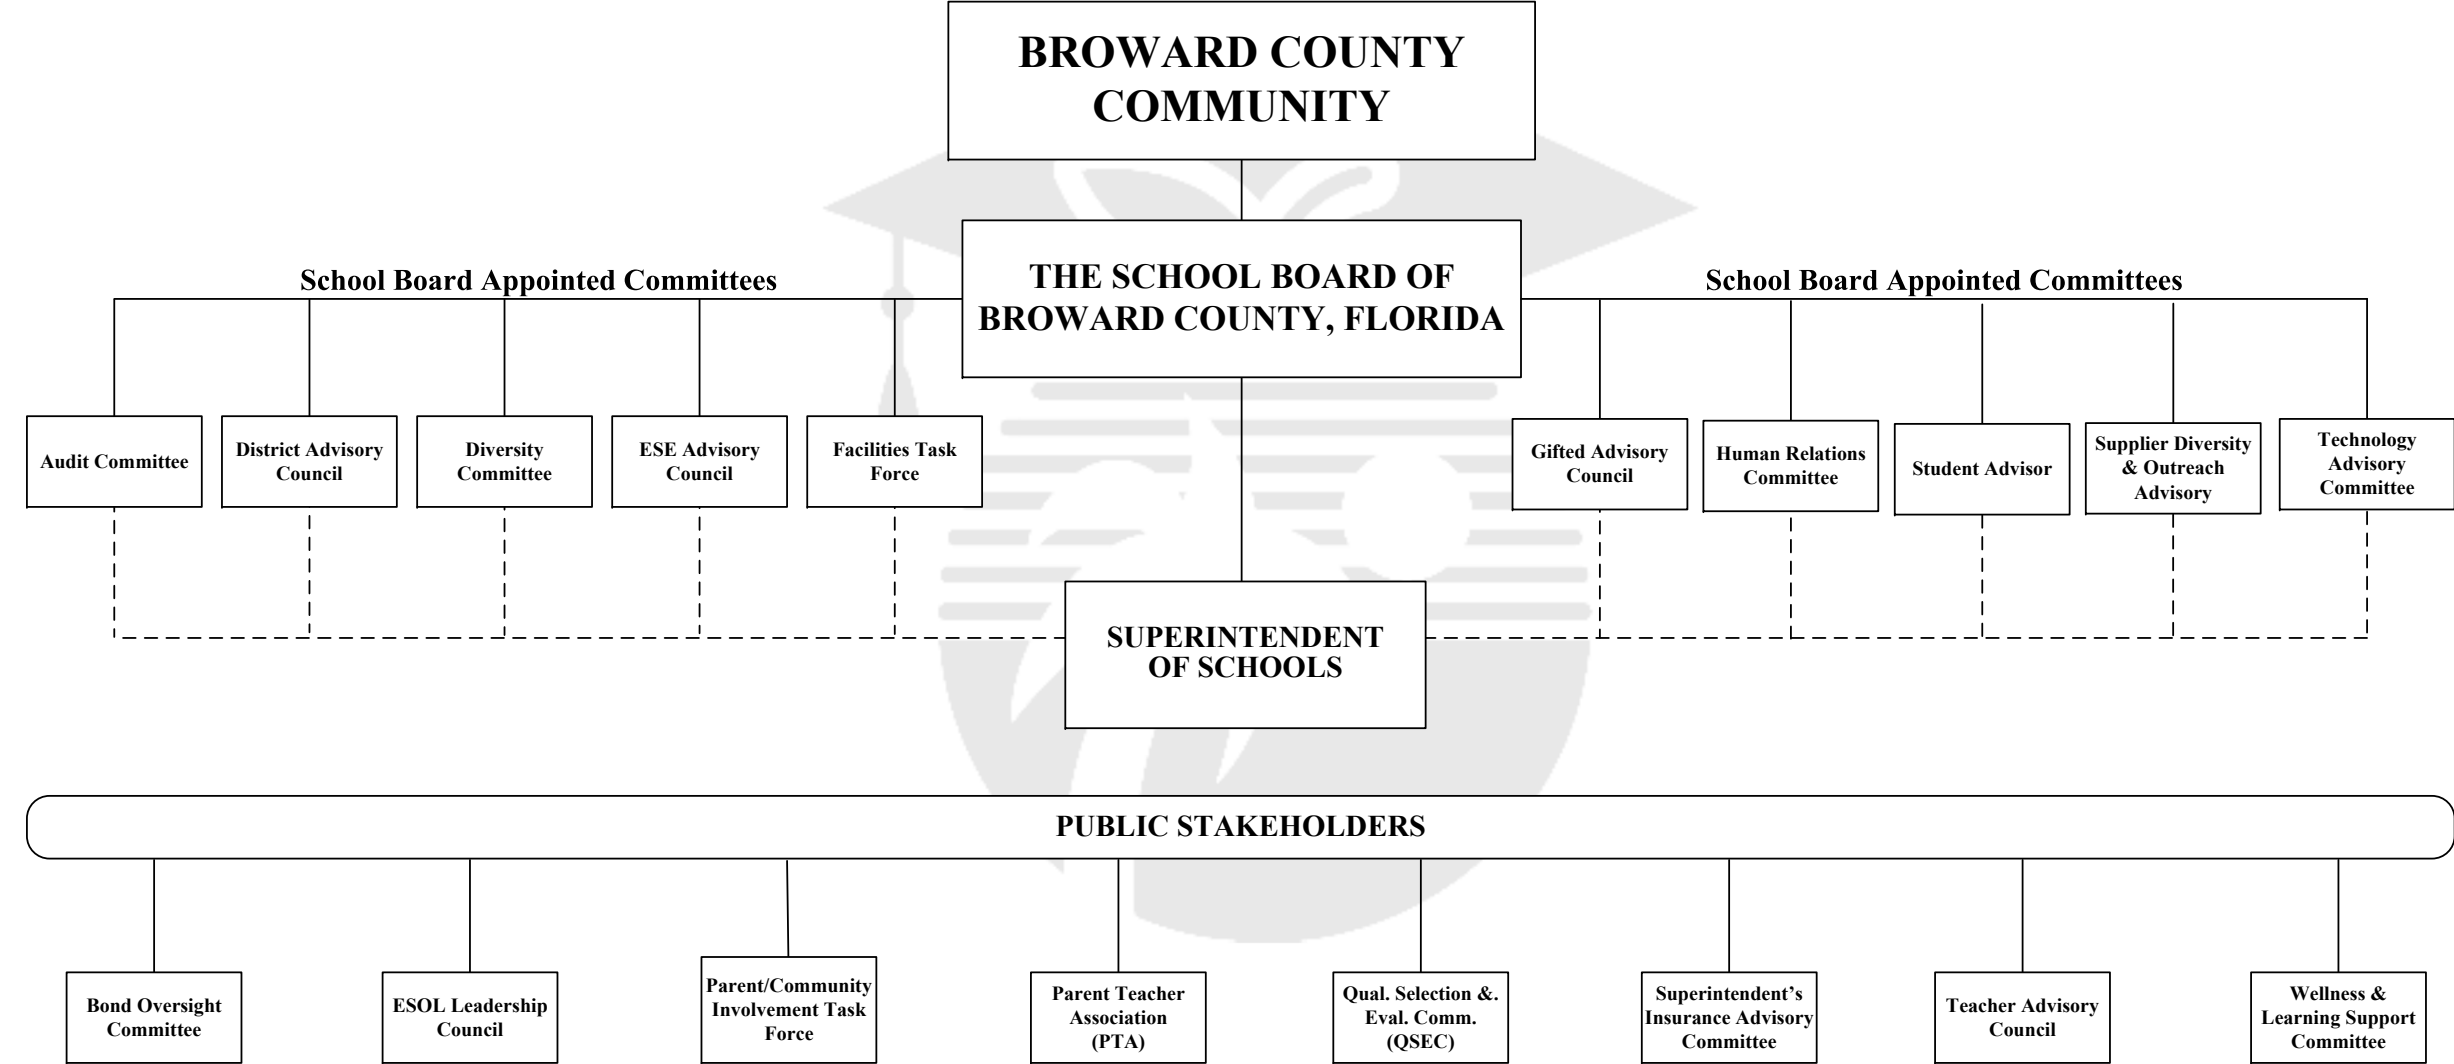 BROWARD COUNTY
COMMUNITY
THE SCHOOL BOARD OF
BROWARD COUNTY, FLORIDA
School Board Appointed Committees
School Board Appointed Committees
Audit Committee
District Advisory
Council
Diversity
Committee
ESE Advisory
Council
Facilities Task
Force
Gifted Advisory
Council
Human Relations
Committee
Student Advisor
Supplier Diversity
& Outreach
Advisory
Technology
Advisory
Committee
SUPERINTENDENT
OF SCHOOLS
PUBLIC STAKEHOLDERS
Bond Oversight
Committee
ESOL Leadership
Council
Parent/Community
Involvement Task
Force
Parent Teacher
Association
(PTA)
Qual. Selection &.
Eval. Comm.
(QSEC)
Superintendent’s
Insurance Advisory
Committee
Teacher Advisory
Council
Wellness &
Learning Support
Committee